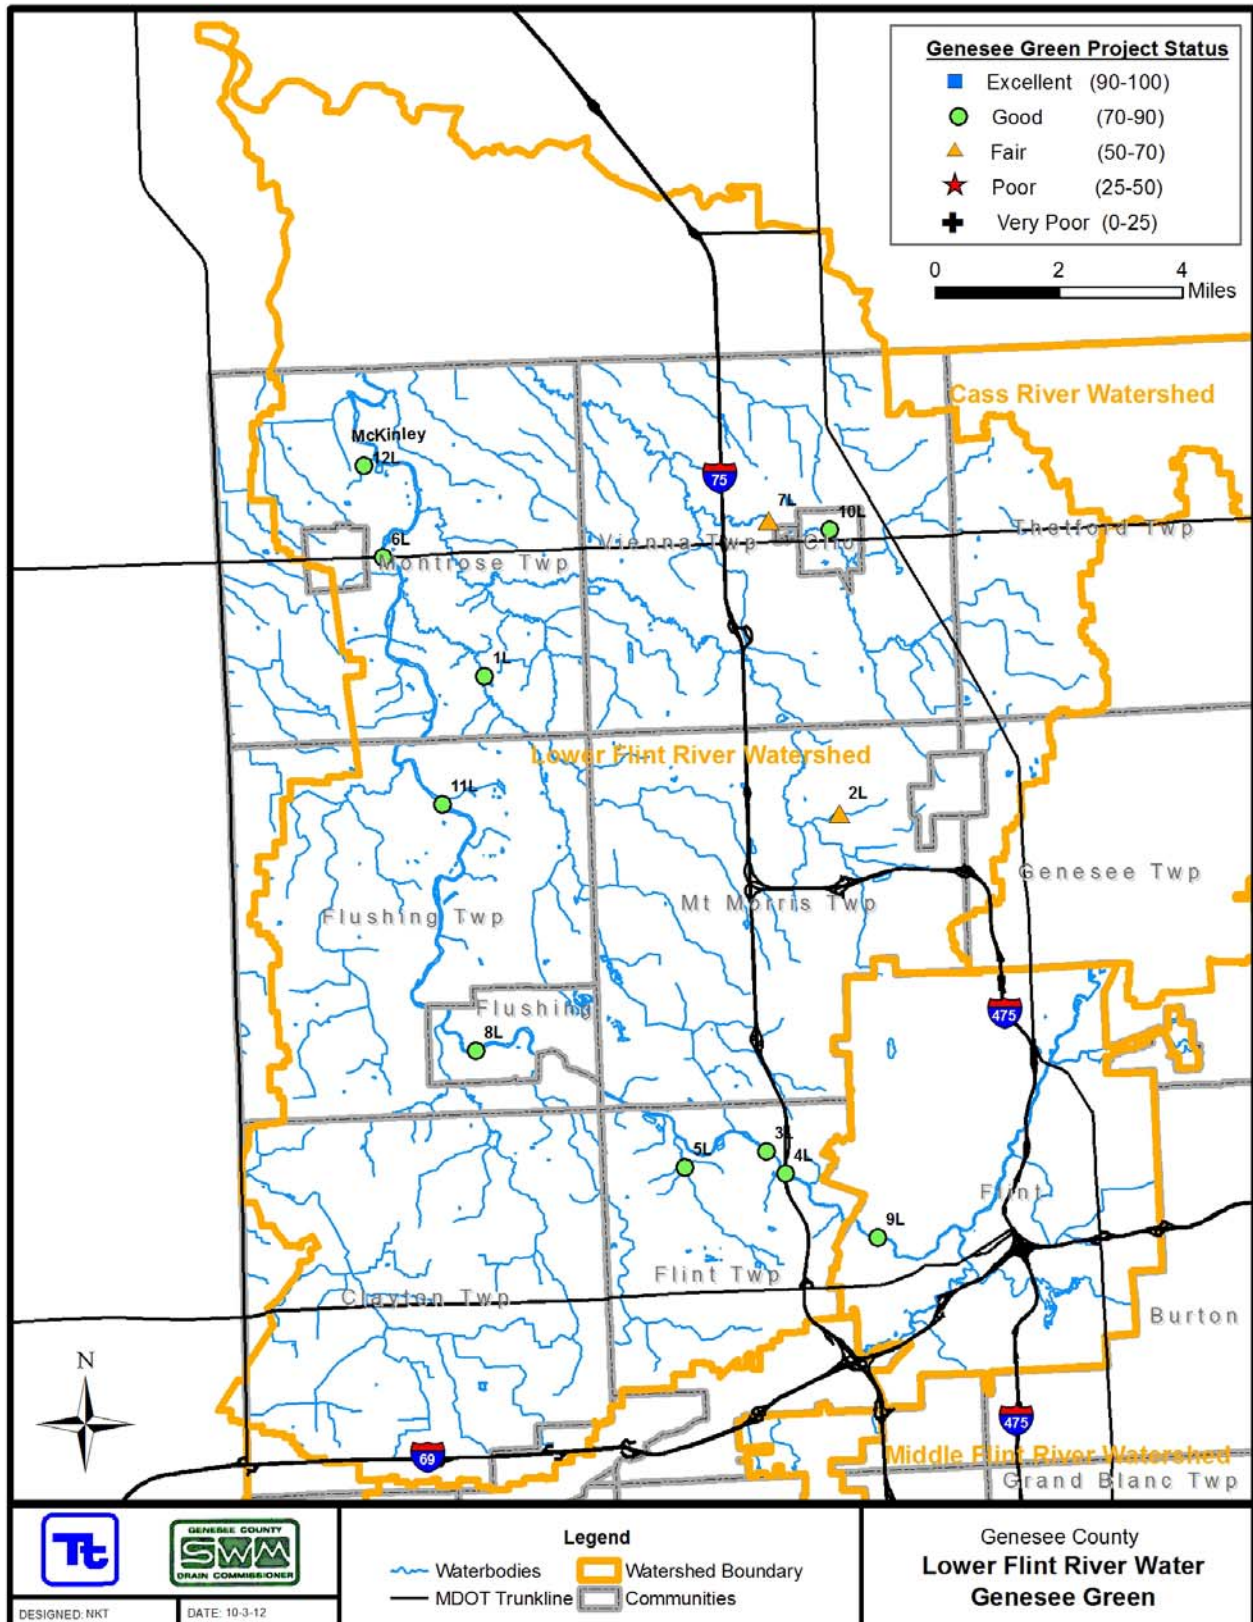 Genesee Green Project Status
Excellent (90-100)
Good (70-90)
Fair (50-70)
Poor (25-50)
Very Poor (0-25)
0 2 4
Miles
Cass River Watershed
McKinley
12L
75
7L
10L
Thetford Twp
Vienna Twp
Clio
6L
Montrose Twp
1L
Lower Flint River Watershed
11L
2L
Genesee Twp
Mt Morris Twp
Flushing Twp
Flushing
475
8L
3L
5L
4L
Flint
9L
Flint Twp
Clayton Twp
Burton
N
475
69
Middle Flint River Watershed
Grand Blanc Twp
Tt
GENESEE COUNTY
SWM
DRAIN COMMISSIONER
DESIGNED: NKT
DATE: 10-3-12
Legend
Waterbodies
Watershed Boundary
MDOT Trunkline
Communities
Genesee County
Lower Flint River Water
Genesee Green